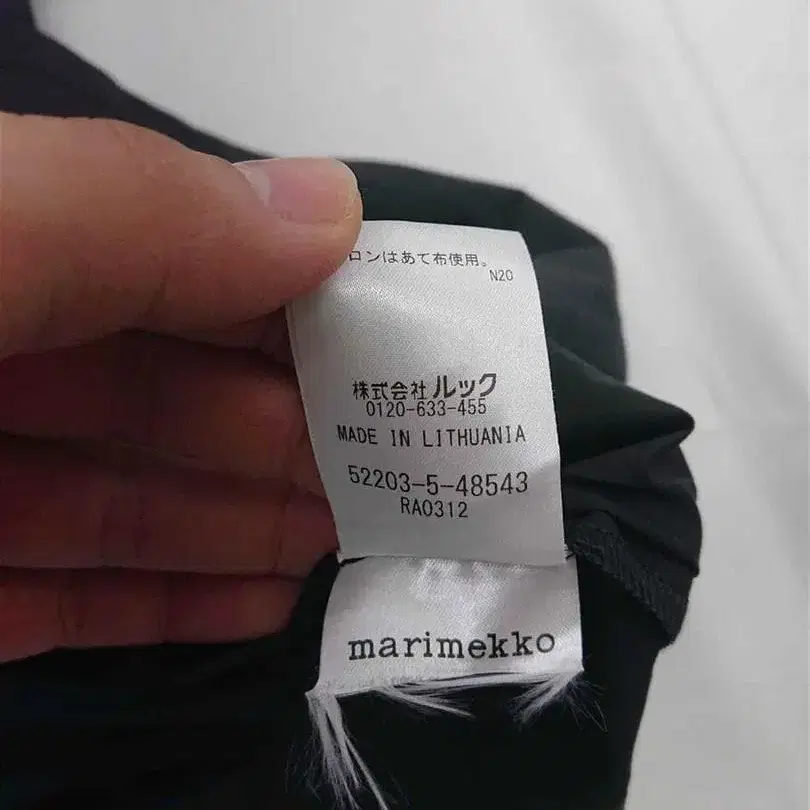 ロンはあて布使用。
N20
株式会社ルック
0120-633-455
MADE IN LITHUANIA
52203-5-48543
RA0312
marimekko